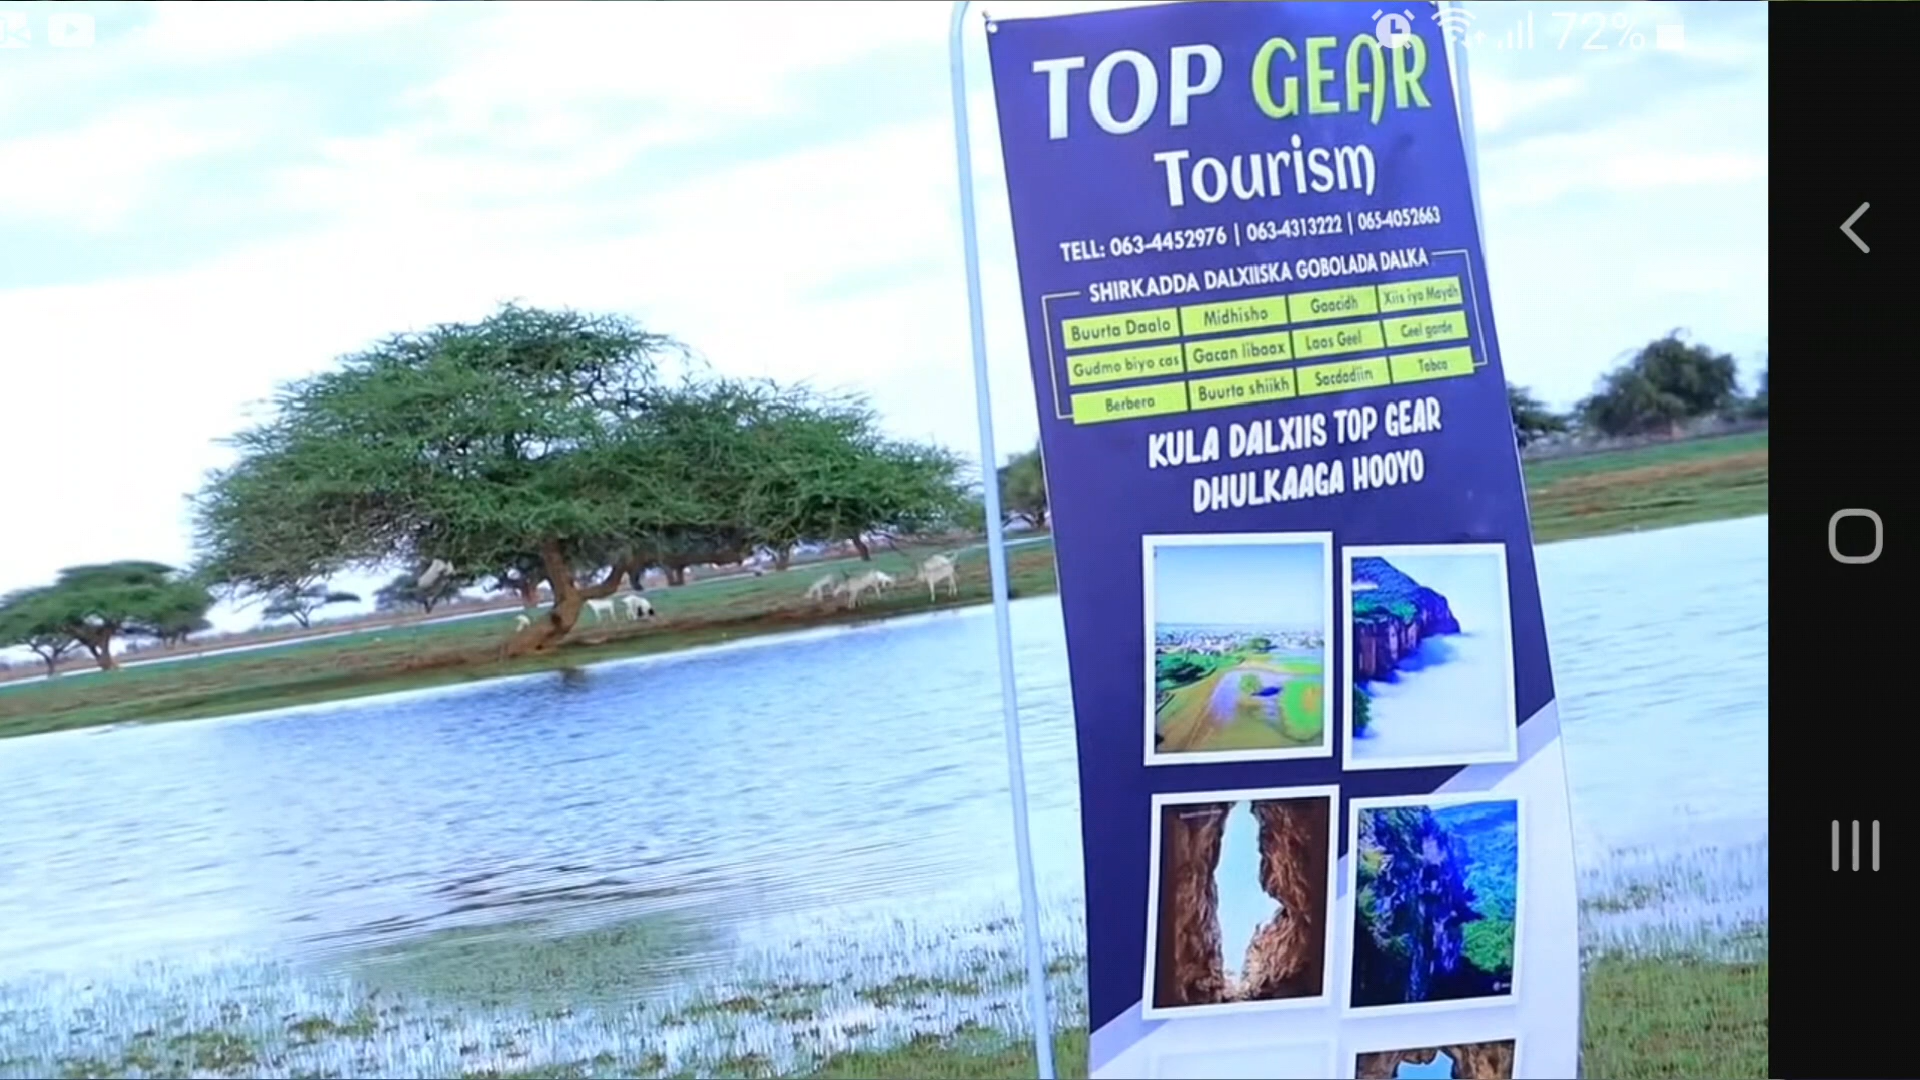 72%
TOP GEAR
Tourism
TELL: 063-4452976 | 063-4313222 | 065-4052663
SHIRKADDA DALXIISKA GOBOLADA DALKA
Buurta Daalo Midhisho Gaacidh Xiis iyo Maydh
Gudmo biyo cas Gacan libaax Laas Geel Ceel garde
Berbera Buurta shiikh Sacdadiin Tabca
KULA DALXIIS TOP GEAR
DHULKAAGA HOOYO